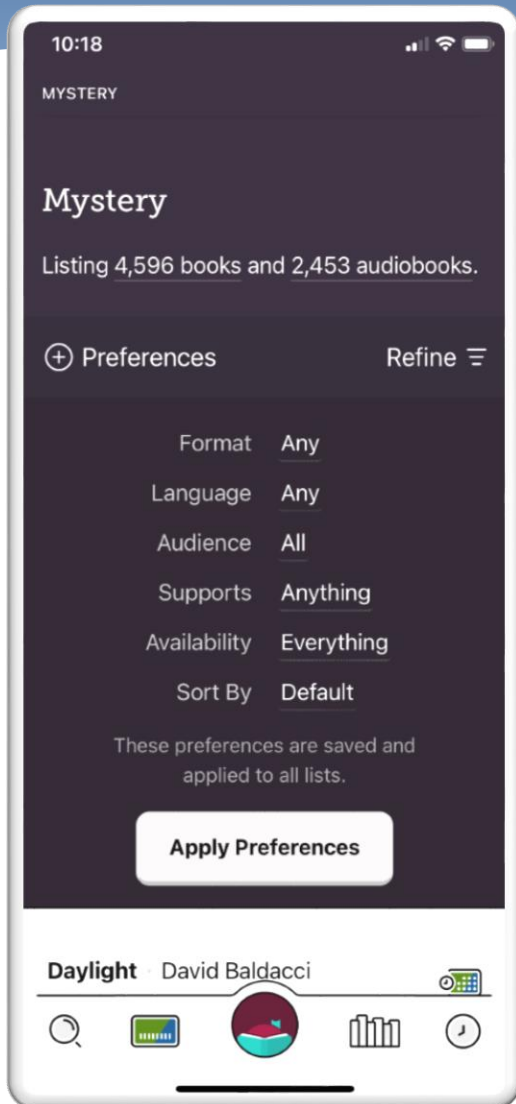 10:18
MYSTERY
Mystery
Listing 4,596 books and 2,453 audiobooks.
Preferences Refine
Format Any
Language Any
Audience All
Supports Anything
Availability Everything
Sort By Default
These preferences are saved and
applied to all lists.
Apply Preferences
Daylight David Baldacci